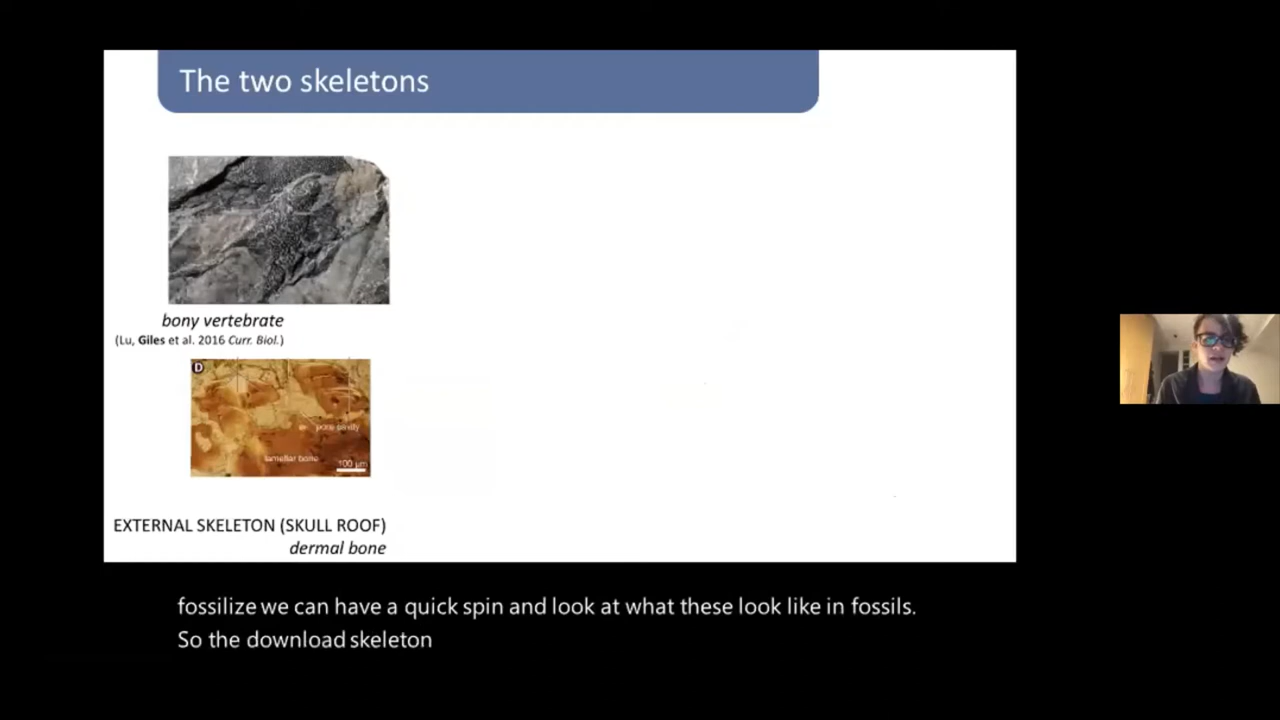 The two skeletons
bony vertebrate
(Lu, Giles et al. 2016 Curr. Biol.)
D
pore cavity
lamellar bone
100 μm
EXTERNAL SKELETON (SKULL ROOF)
dermal bone
fossilize we can have a quick spin and look at what these look like in fossils.
So the download skeleton